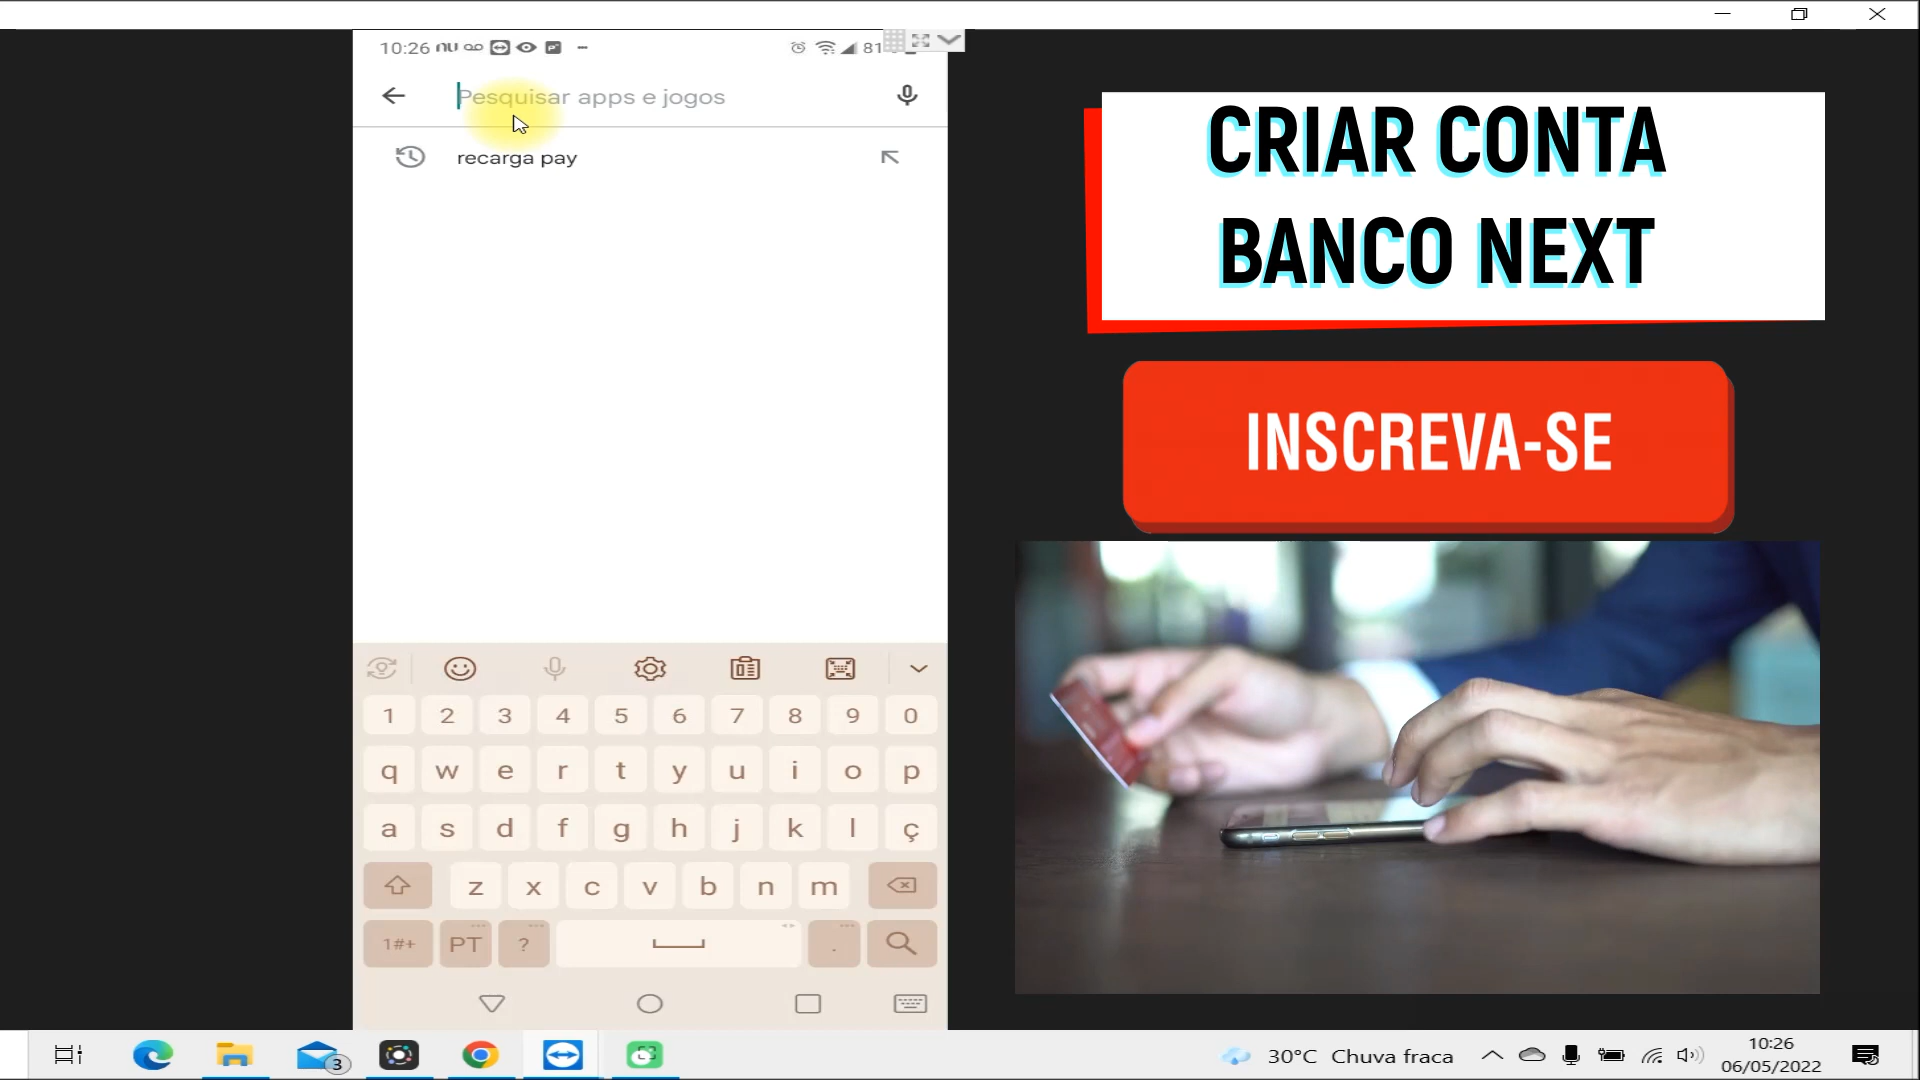 10:26
81
Pesquisar apps e jogos
recarga pay
1 2 3 4 5 6 7 8 9 0
q w e r t y u i o p
a s d f g h j k l ç
z x c v b n m
1#+ PT ? .
CRIAR CONTA
BANCO NEXT
INSCREVA-SE
3
30°C Chuva fraca
10:26
06/05/2022